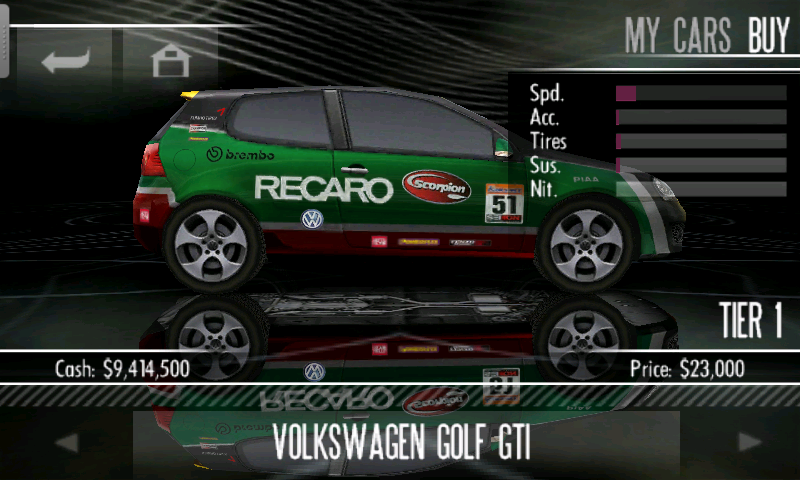 MY CARS BUY
Spd.
Acc.
Tires
Sus.
Nit.
brembo
RECARO
Scorpion
51
PIAA
TIER 1
Cash: $9,414,500
Price: $23,000
VOLKSWAGEN GOLF GTI